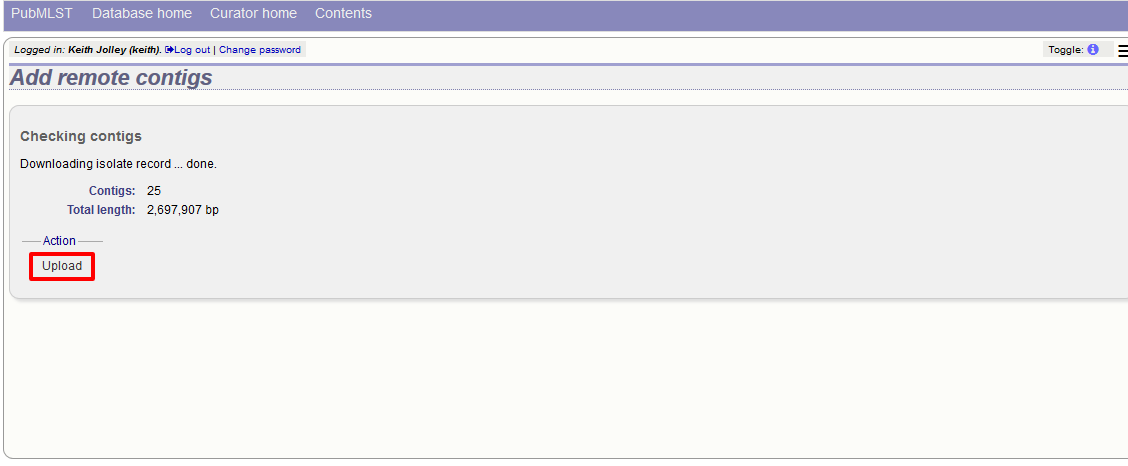 PubMLST Database home Curator home Contents
Logged in: Keith Jolley (keith). Log out | Change password Toggle:
Add remote contigs
Checking contigs
Downloading isolate record ... done.
Contigs: 25
Total length: 2,697,907 bp
Action
Upload